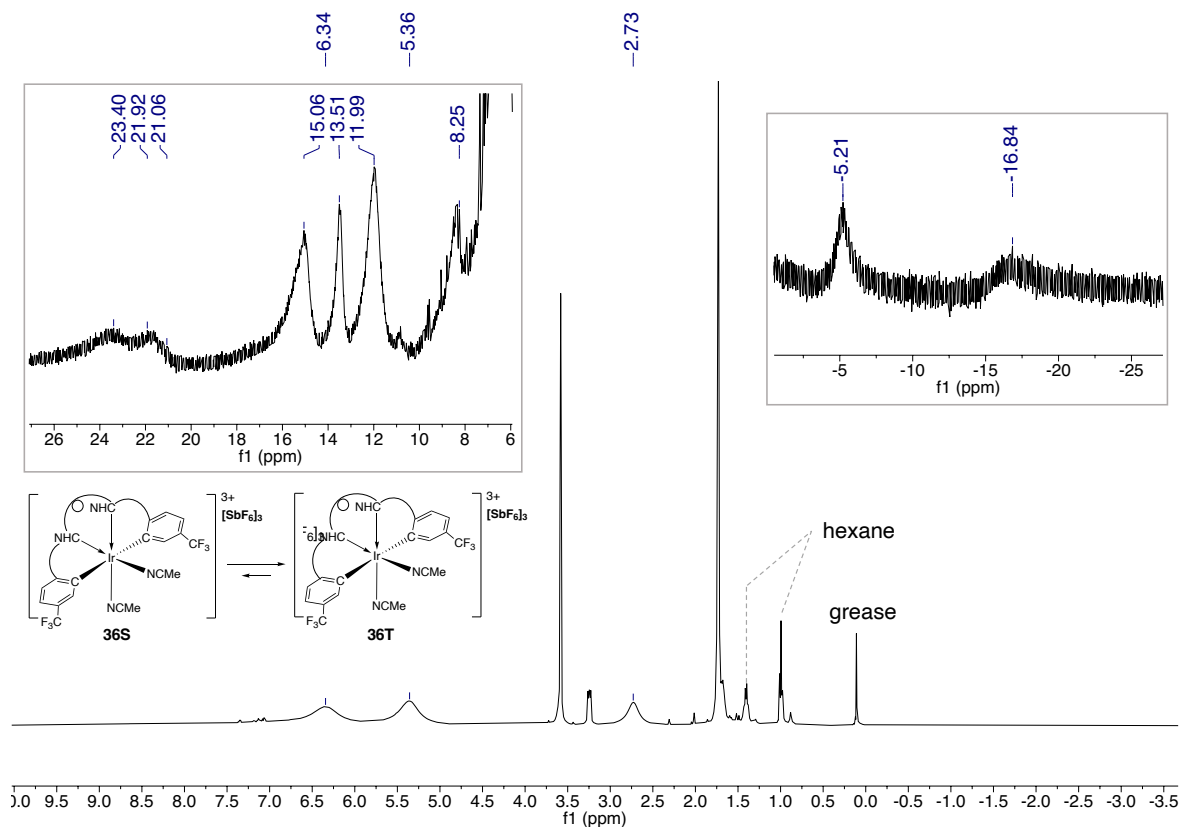 6.34
5.36
2.73
23.40
21.92
21.06
15.06
13.51
11.99
8.25
26 24 22 20 18 16 14 12 10 8 6
f1 (ppm)
-5.21
-16.84
-5 -10 -15 -20 -25
f1 (ppm)
NHC
NHC
Ir
C
C
CF3
F3C
NCMe
NCMe
3+
[SbF6]3
36S
F6]3
NHC
NHC
Ir
C
C
CF3
F3C
NCMe
NCMe
3+
[SbF6]3
36T
hexane
grease
0.0 9.5 9.0 8.5 8.0 7.5 7.0 6.5 6.0 5.5 5.0 4.5 4.0 3.5 3.0 2.5 2.0 1.5 1.0 0.5 0.0 -0.5 -1.0 -1.5 -2.0 -2.5 -3.0 -3.5
f1 (ppm)